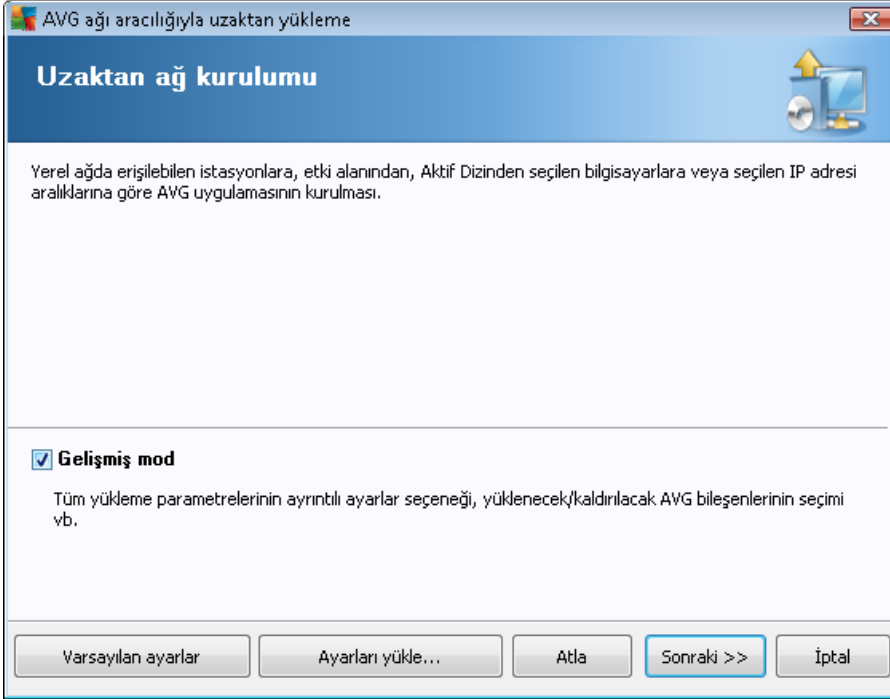 AVG ağı aracılığıyla uzaktan yükleme
Uzaktan ağ kurulumu
Yerel ağda erişilebilen istasyonlara, etki alanından, Aktif Dizinden seçilen bilgisayarlara veya seçilen IP adresi
aralıklarına göre AVG uygulamasının kurulması.
Gelişmiş mod
Tüm yükleme parametrelerinin ayrıntılı ayarlar seçeneği, yüklenecek/kaldırılacak AVG bileşenlerinin seçimi
vb.
Varsayılan ayarlar Ayarları yükle... Atla Sonraki >> İptal